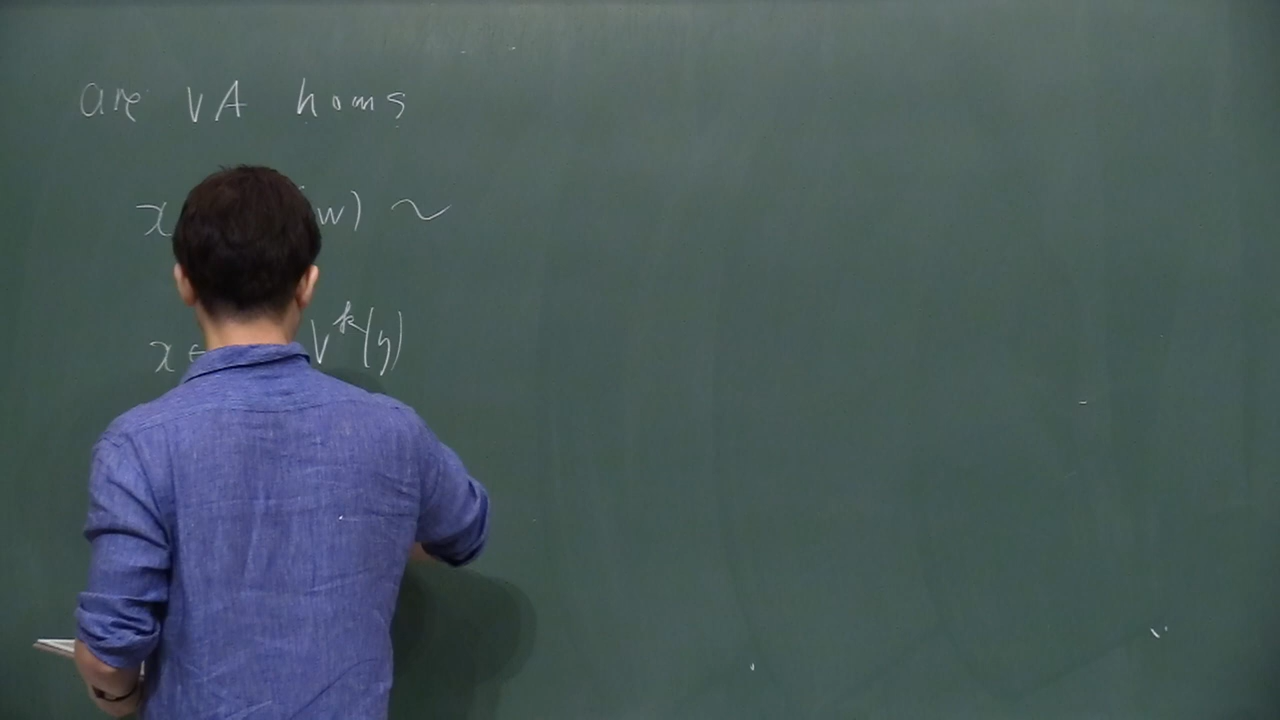 are VA homs
x w) ~
x ∈ V^k(y)